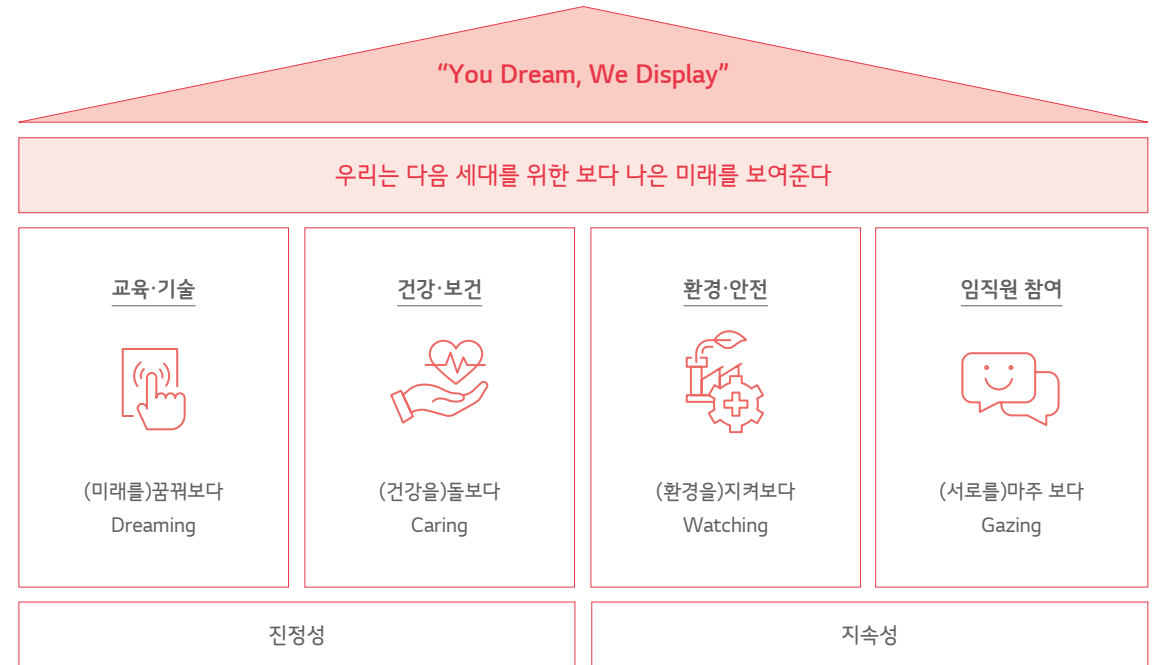 “You Dream, We Display”
우리는 다음 세대를 위한 보다 나은 미래를 보여준다
교육·기술
(미래를)꿈꿔보다
Dreaming
건강·보건
(건강을)돌보다
Caring
환경·안전
(환경을)지켜보다
Watching
임직원 참여
(서로를)마주 보다
Gazing
진정성
지속성